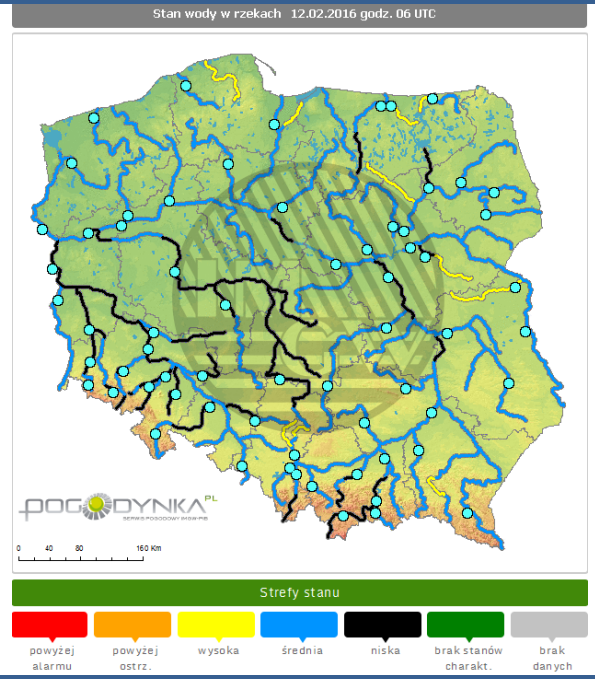 Stan wody w rzekach 12.02.2016 godz. 06 UTC
POGODYNKA.PL
SERWIS POGODOWY IMGW-PIB
0 40 80 160 Km
Strefy stanu
powyżej alarmu
powyżej ostrz.
wysoka
średnia
niska
brak stanów charakt.
brak danych